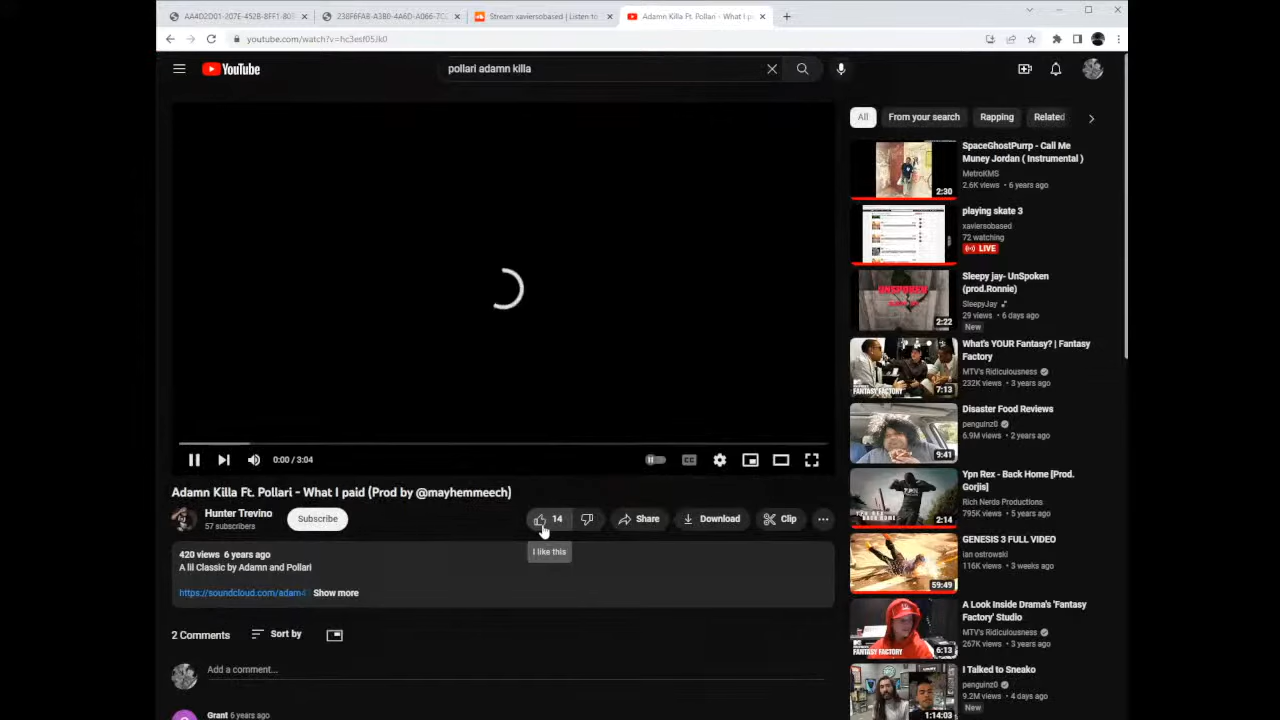 AA4D2D01-207E-452B-8FF1-80
Stream xaviersobased | Listen to
Adamn Killa Ft. Pollari - What I p
youtube.com/watch?v=hc3esf05Jk0
YouTube
pollari adamn killa
0:00 / 3:04
Adamn Killa Ft. Pollari - What I paid (Prod by @mayhemmeech)
Hunter Trevino
57 subscribers
Subscribe
14
Share
Download
Clip
I like this
420 views 6 years ago
A lil Classic by Adamn and Pollari
https://soundcloud.com/adam4 Show more
2 Comments
Sort by
Add a comment...
Grant 6 years ago
All
From your search
Rapping
Related
SpaceGhostPurrp - Call Me
Muney Jordan ( Instrumental )
MetroKMS
2.6K views • 6 years ago
2:30
playing skate 3
xaviersobased
72 watching
LIVE
Sleepy jay- UnSpoken
(prod.Ronnie)
SleepyJay
29 views • 6 days ago
New
UNSPOKEN
2:22
What's YOUR Fantasy? | Fantasy
Factory
MTV's Ridiculousness
232K views • 3 years ago
FANTASY FACTORY
7:13
Disaster Food Reviews
penguinz0
6.9M views • 2 years ago
9:41
Ypn Rex - Back Home [Prod.
Gorjis]
Rich Nerds Productions
795K views • 5 years ago
2:14
GENESIS 3 FULL VIDEO
ian ostrowski
116K views • 3 weeks ago
59:49
A Look Inside Drama's 'Fantasy
Factory' Studio
MTV's Ridiculousness
267K views • 3 years ago
FANTASY FACTORY
6:13
I Talked to Sneako
penguinz0
9.2M views • 4 days ago
New
1:14:03